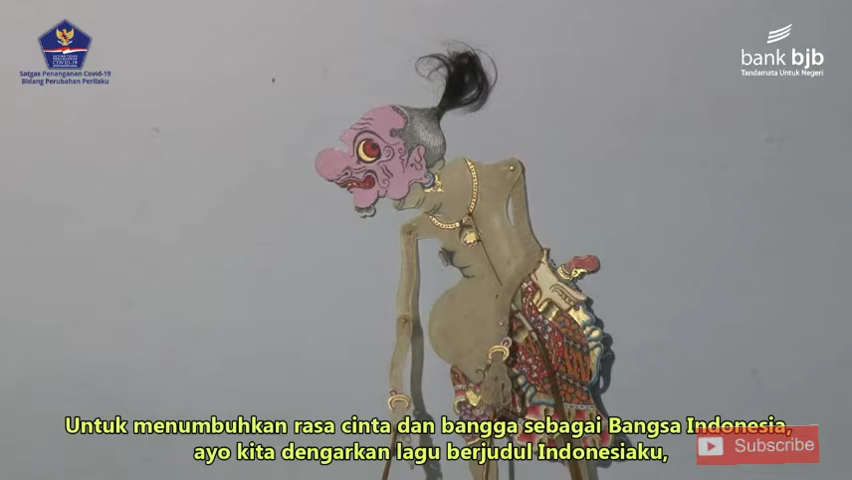 Satgas Penanganan Covid-19
Bidang Perubahan Perilaku
bank bjb
Tandamata Untuk Negeri
Untuk menumbuhkan rasa cinta dan bangga sebagai Bangsa Indonesia,
ayo kita dengarkan lagu berjudul Indonesiaku,
Subscribe